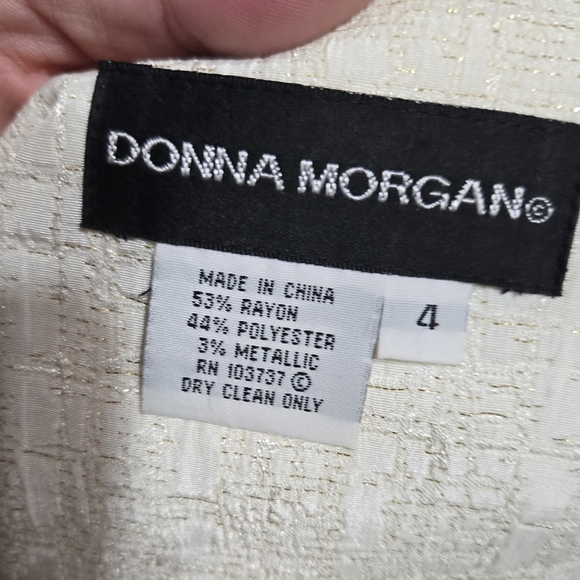 DONNA MORGAN©
MADE IN CHINA
53% RAYON
44% POLYESTER
3% METALLIC
RN 103737 ©
DRY CLEAN ONLY
4